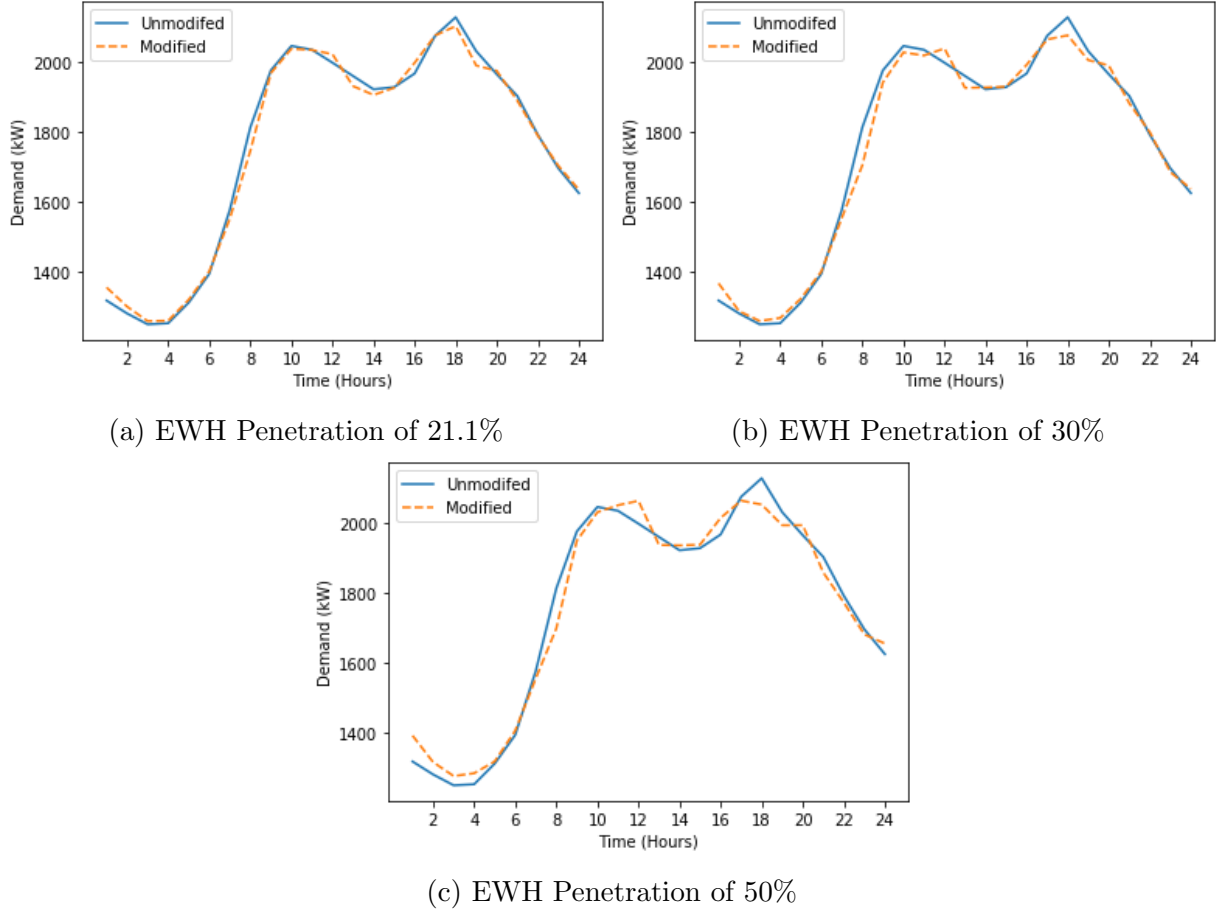 Unmodifed
Modified
Demand (kW)
2000
1800
1600
1400
2 4 6 8 10 12 14 16 18 20 22 24
Time (Hours)
(a) EWH Penetration of 21.1%
Unmodifed
Modified
Demand (kW)
2000
1800
1600
1400
2 4 6 8 10 12 14 16 18 20 22 24
Time (Hours)
(b) EWH Penetration of 30%
Unmodifed
Modified
Demand (kW)
2000
1800
1600
1400
2 4 6 8 10 12 14 16 18 20 22 24
Time (Hours)
(c) EWH Penetration of 50%